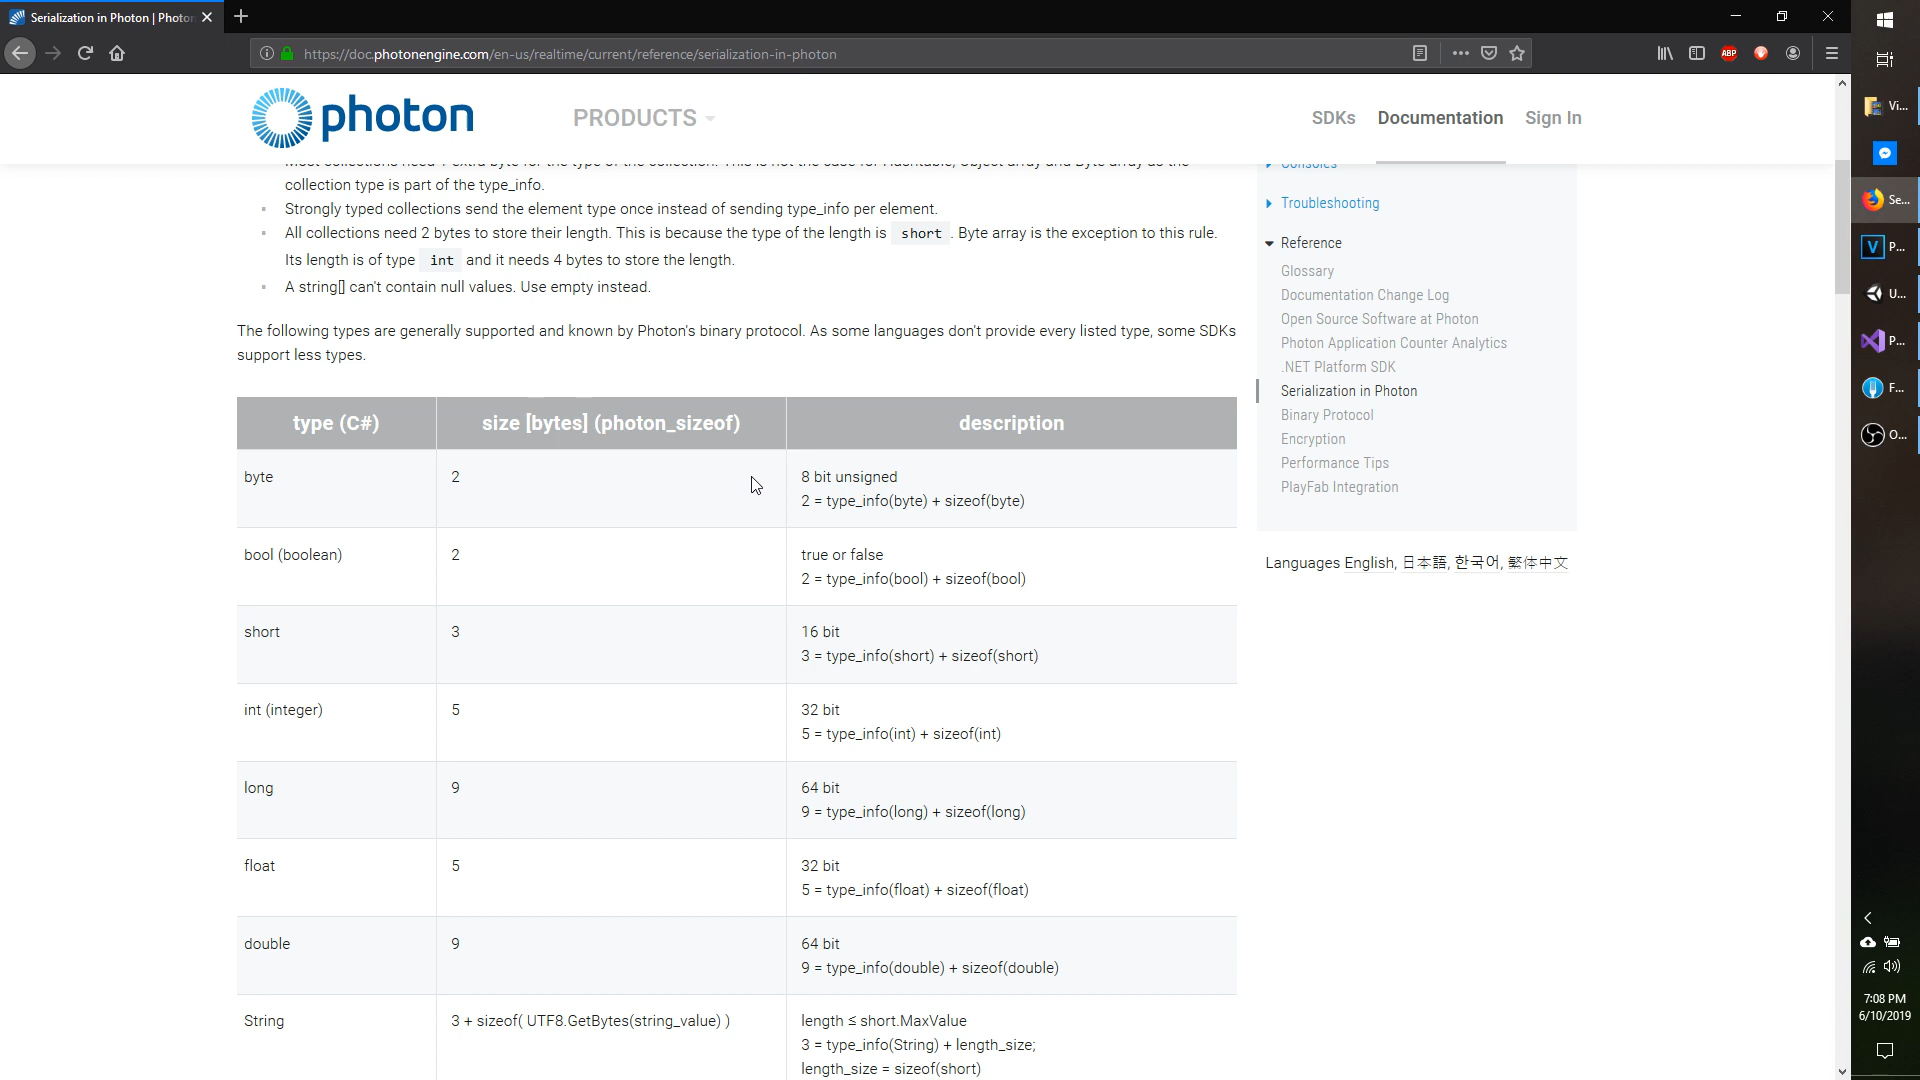 Serialization in Photon | Photon
https://doc.photonengine.com/en-us/realtime/current/reference/serialization-in-photon
ABP
photon
PRODUCTS
SDKs
Documentation
Sign In
collection type is part of the type_info.
Strongly typed collections send the element type once instead of sending type_info per element.
All collections need 2 bytes to store their length. This is because the type of the length is short . Byte array is the exception to this rule.
Its length is of type int and it needs 4 bytes to store the length.
A string[] can't contain null values. Use empty instead.
The following types are generally supported and known by Photon's binary protocol. As some languages don't provide every listed type, some SDKs
support less types.
type (C#) size [bytes] (photon_sizeof) description
byte 2 8 bit unsigned
2 = type_info(byte) + sizeof(byte)
bool (boolean) 2 true or false
2 = type_info(bool) + sizeof(bool)
short 3 16 bit
3 = type_info(short) + sizeof(short)
int (integer) 5 32 bit
5 = type_info(int) + sizeof(int)
long 9 64 bit
9 = type_info(long) + sizeof(long)
float 5 32 bit
5 = type_info(float) + sizeof(float)
double 9 64 bit
9 = type_info(double) + sizeof(double)
String 3 + sizeof( UTF8.GetBytes(string_value) ) length ≤ short.MaxValue
3 = type_info(String) + length_size;
length_size = sizeof(short)
Consoles
Troubleshooting
Reference
Glossary
Documentation Change Log
Open Source Software at Photon
Photon Application Counter Analytics
.NET Platform SDK
Serialization in Photon
Binary Protocol
Encryption
Performance Tips
PlayFab Integration
Languages English, 日本語, 한국어, 繁体中文
Vi...
Se...
V P...
U...
P...
F...
O...
7:08 PM
6/10/2019